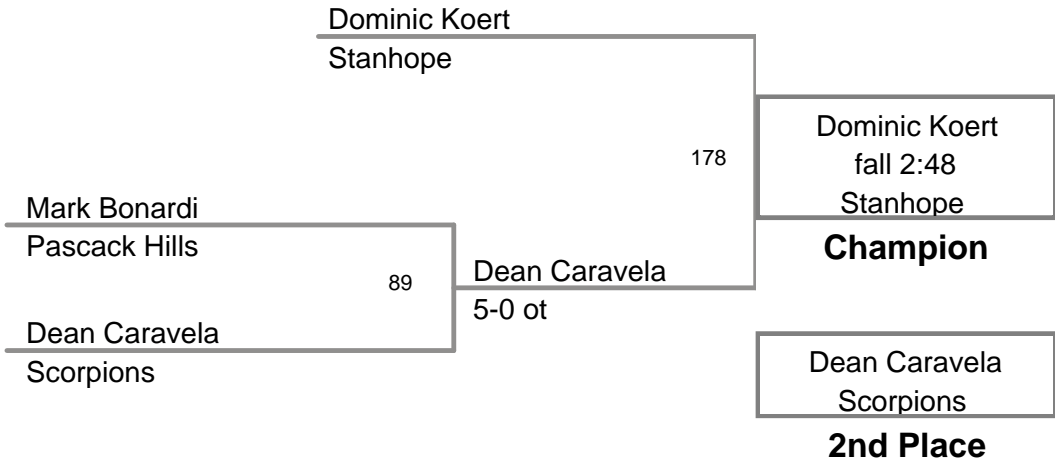 Dominic Koert
Stanhope
178
Dominic Koert
fall 2:48
Stanhope
Champion
Mark Bonardi
Pascack Hills
89
Dean Caravela
5-0 ot
Dean Caravela
Scorpions
Dean Caravela
Scorpions
2nd Place